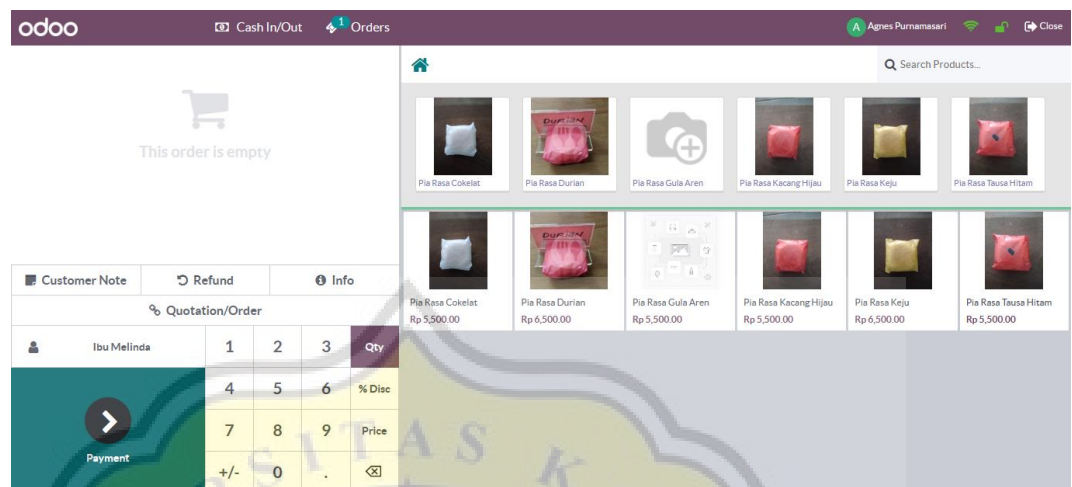 odoo Cash In/Out 1 Orders A Agnes Purnamasari Close
Search Products...
This order is empty
DURIAN
Pia Rasa Cokelat Pia Rasa Durian Pia Rasa Gula Aren Pia Rasa Kacang Hijau Pia Rasa Keju Pia Rasa Tausa Hitam
DURIAN
Pia Rasa Cokelat Pia Rasa Durian Pia Rasa Gula Aren Pia Rasa Kacang Hijau Pia Rasa Keju Pia Rasa Tausa Hitam
Rp 5,500.00 Rp 6,500.00 Rp 5,500.00 Rp 5,500.00 Rp 6,500.00 Rp 5,500.00
Customer Note Refund Info
Quotation/Order
Ibu Melinda 1 2 3 Qty
4 5 6 % Disc
7 8 9 Price
Payment
+/- 0 .
SITAS K